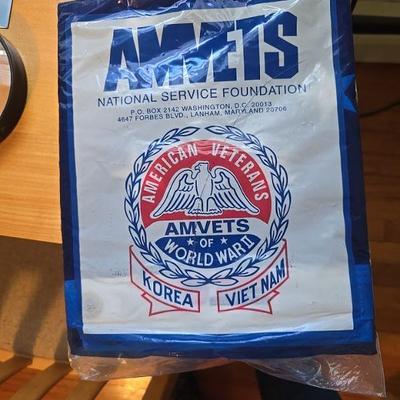 AMVETS
NATIONAL SERVICE FOUNDATION
P.O. BOX 2142 WASHINGTON, D.C. 20013
4647 FORBES BLVD., LANHAM, MARYLAND 20706
AMERICAN VETERANS
AMVETS
OF
WORLD WAR II
KOREA
VIET NAM